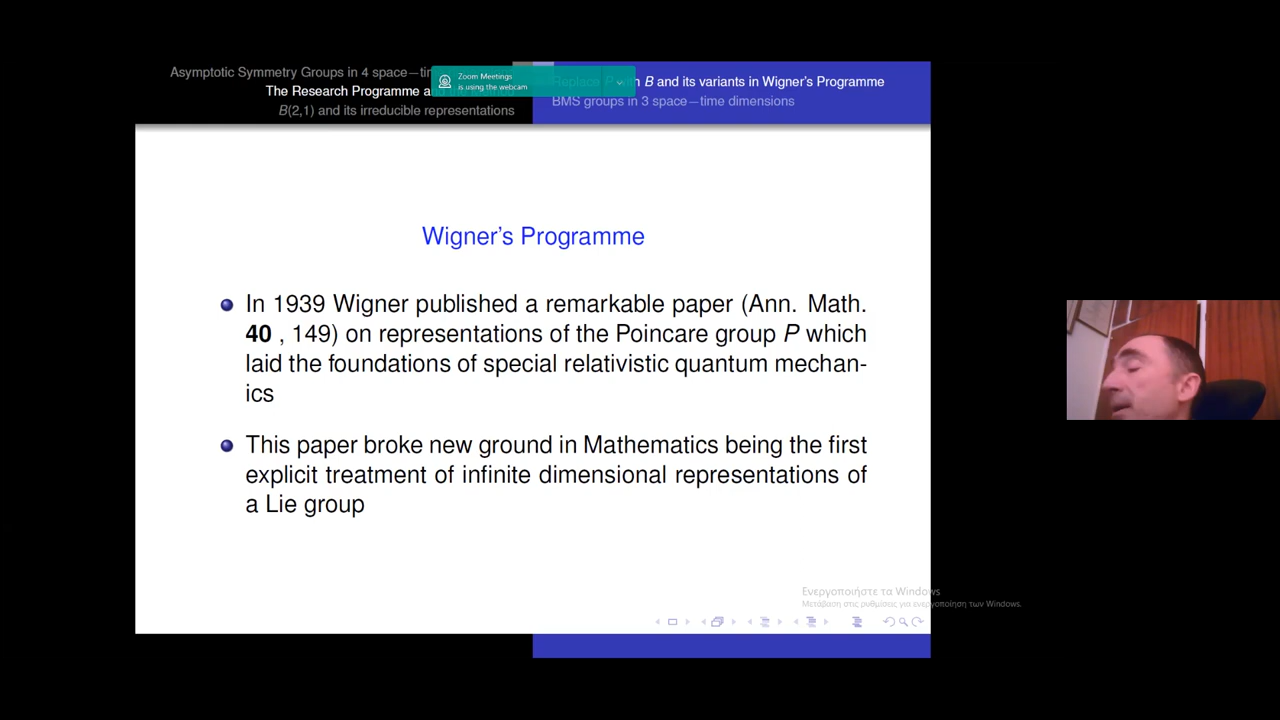 Asymptotic Symmetry Groups in 4 space–time
The Research Programme
B(2,1) and its irreducible representations
Zoom Meetings
is using the webcam
Replace P with B and its variants in Wigner's Programme
BMS groups in 3 space–time dimensions
Wigner's Programme
In 1939 Wigner published a remarkable paper (Ann. Math.
40 , 149) on representations of the Poincare group P which
laid the foundations of special relativistic quantum mechan-
ics
This paper broke new ground in Mathematics being the first
explicit treatment of infinite dimensional representations of
a Lie group
Ενεργοποιήστε τα Windows
Μετάβαση στις ρυθμίσεις για ενεργοποίηση των Windows.